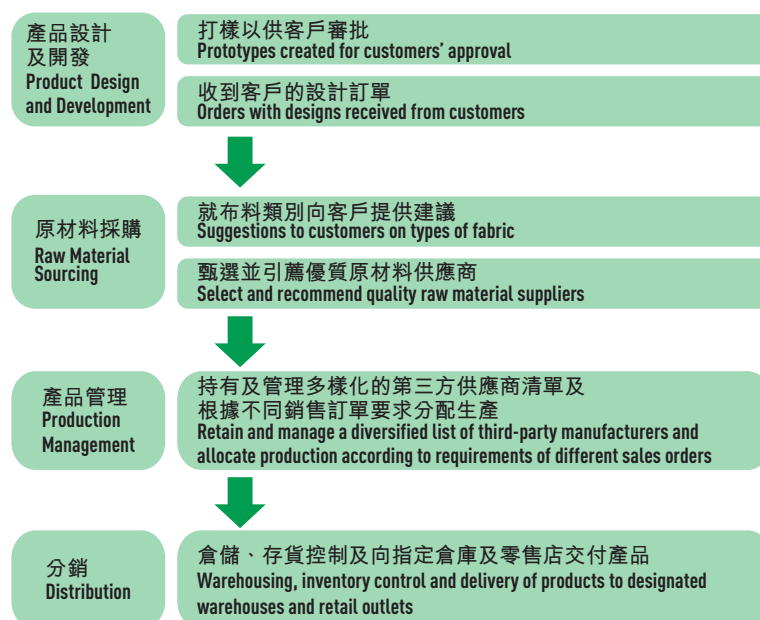 產品設計
及開發
Product Design
and Development
打樣以供客戶審批
Prototypes created for customers' approval
收到客戶的設計訂單
Orders with designs received from customers
原材料採購
Raw Material
Sourcing
就布料類別向客戶提供建議
Suggestions to customers on types of fabric
甄選並引薦優質原材料供應商
Select and recommend quality raw material suppliers
產品管理
Production
Management
持有及管理多樣化的第三方供應商清單及
根據不同銷售訂單要求分配生產
Retain and manage a diversified list of third-party manufacturers and
allocate production according to requirements of different sales orders
分銷
Distribution
倉儲、存貨控制及向指定倉庫及零售店交付產品
Warehousing, inventory control and delivery of products to designated
warehouses and retail outlets